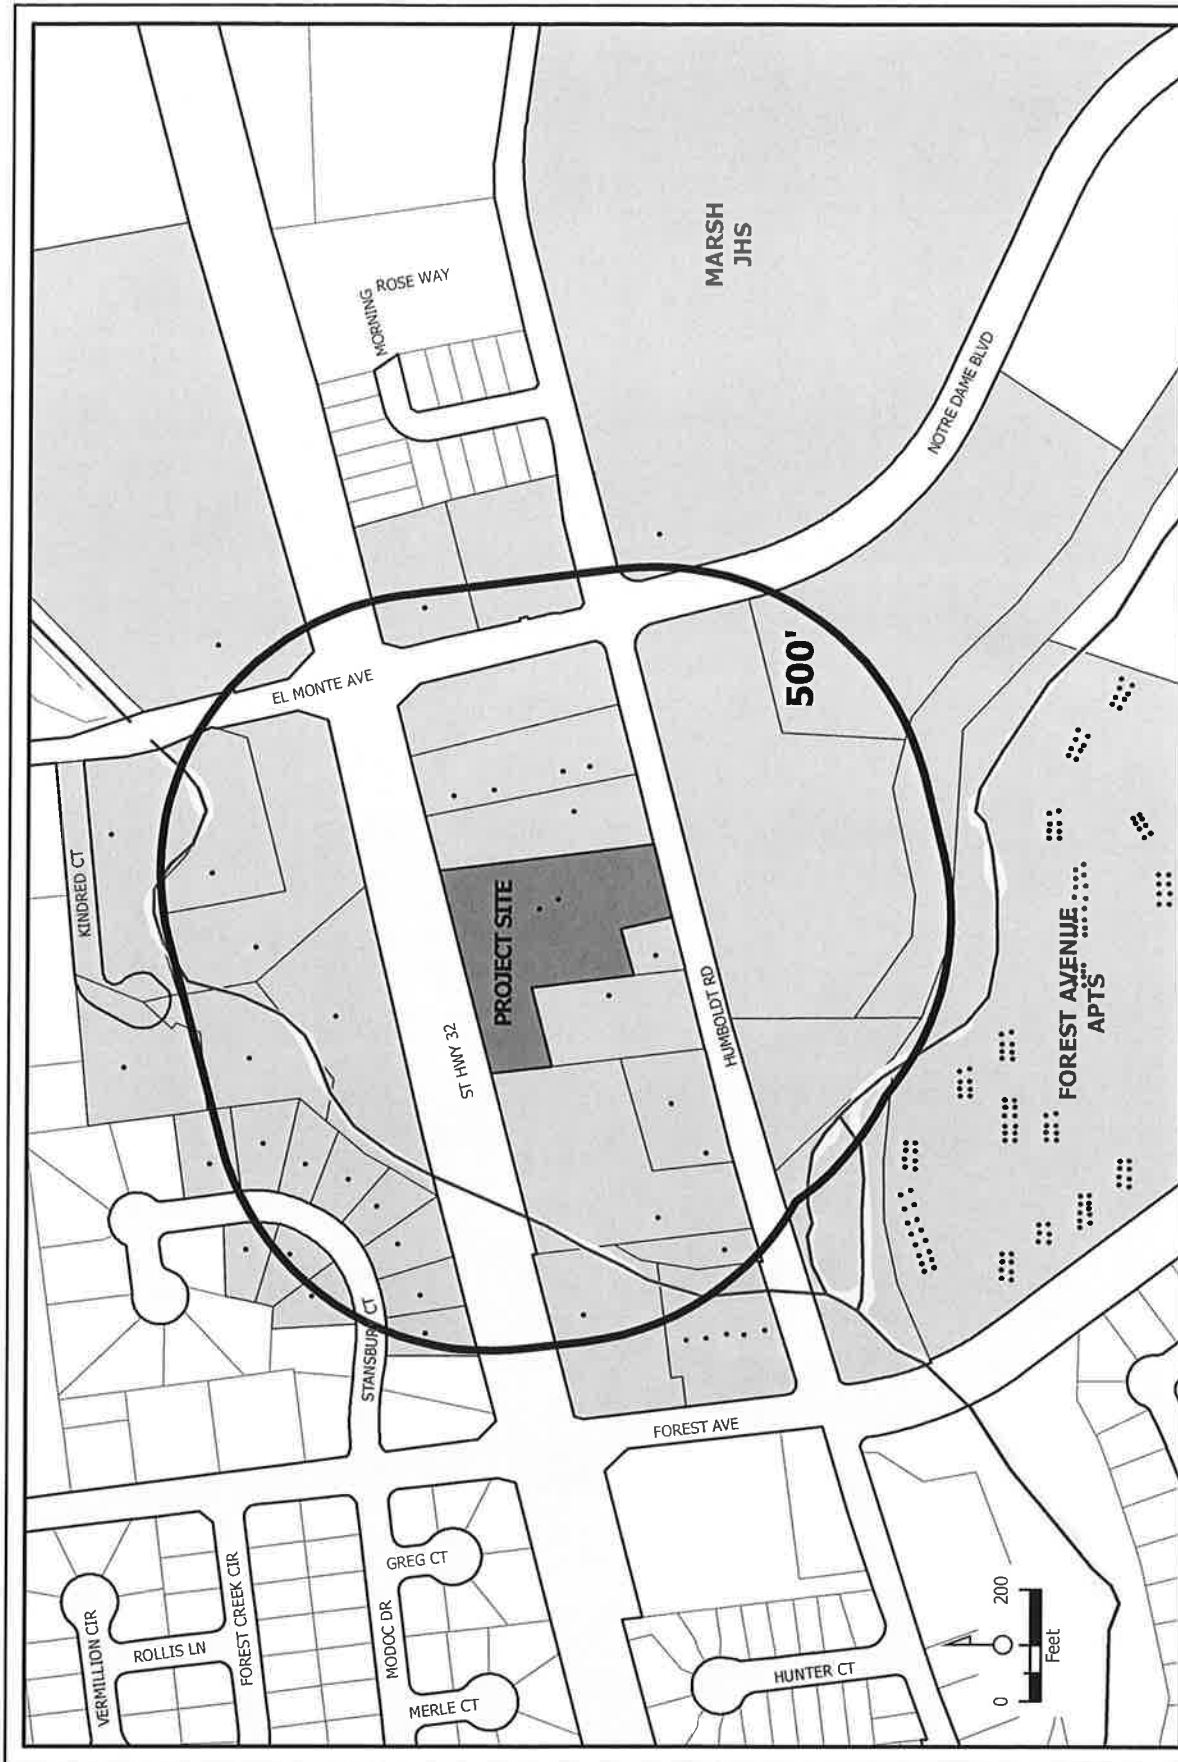 KINDRED CT
EL MONTE AVE
MORNING
ROSE WAY
MARSH
JHS
NOTRE DAME BLVD
500'
PROJECT SITE
ST HWY 32
HUMBOLDT RD
STANSBURY CT
FOREST AVENUE
APTS
FOREST AVE
VERMILLION CIR
ROLLIS LN
FOREST CREEK CIR
MODOC DR
GREG CT
MERLE CT
HUNTER CT
0
200
Feet